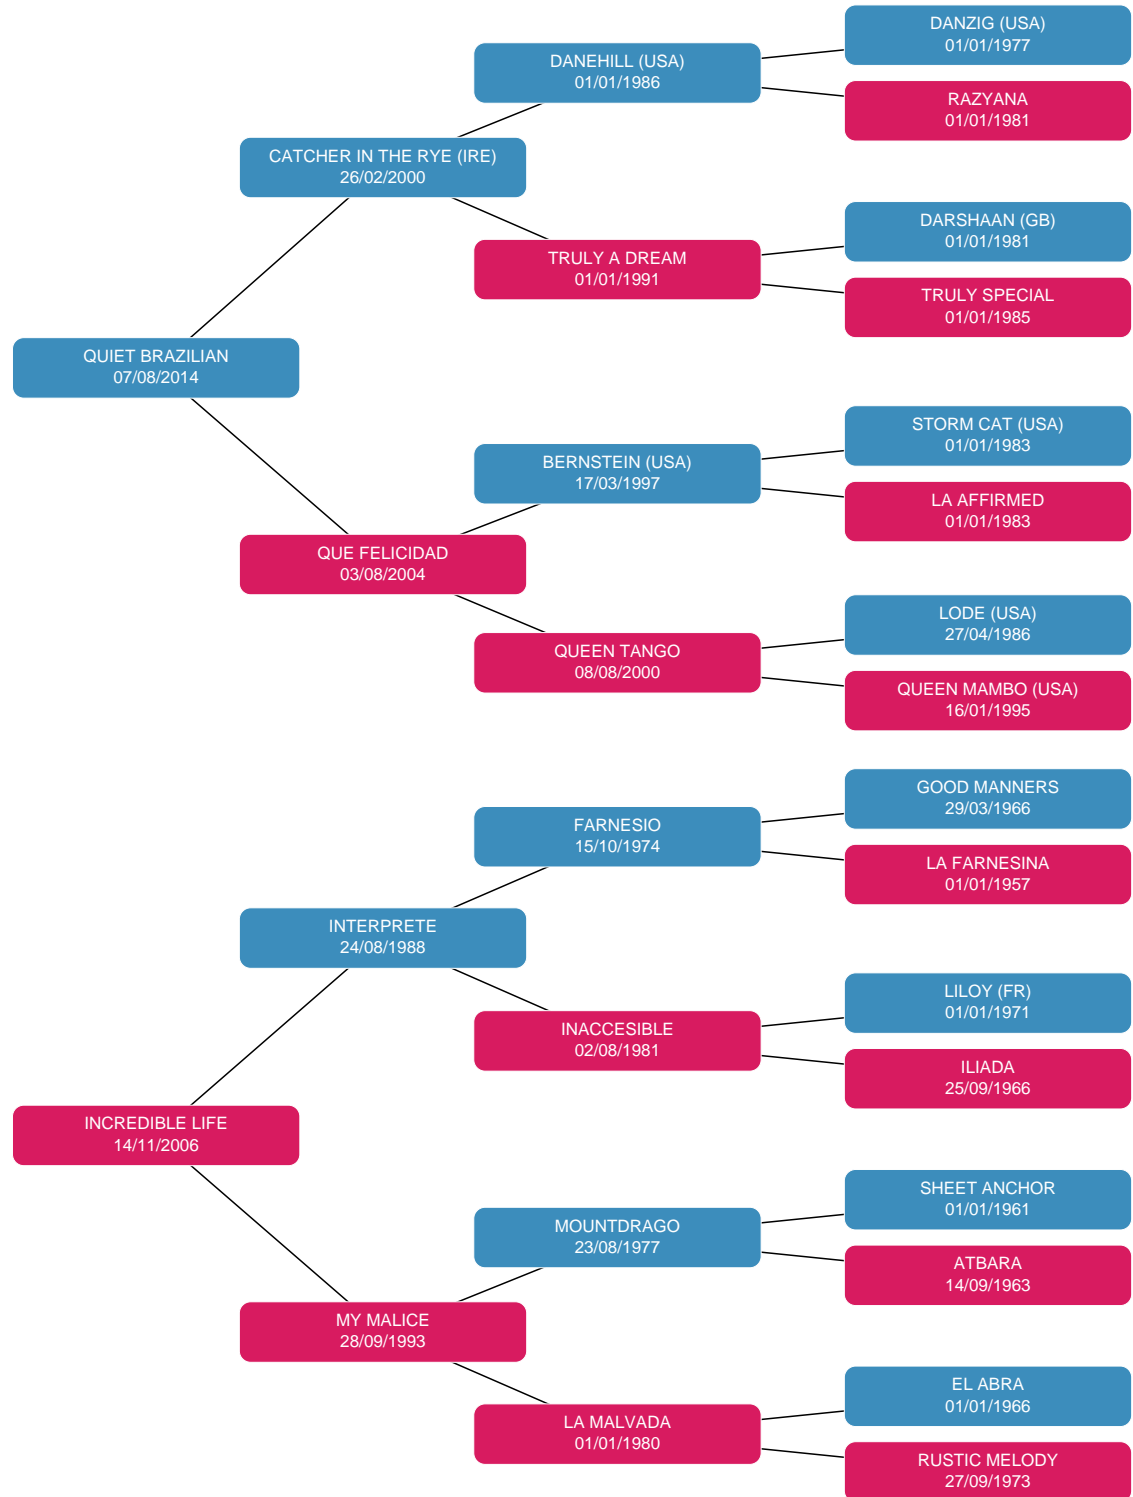 DANZIG (USA)
01/01/1977
DANEHILL (USA)
01/01/1986
RAZYANA
01/01/1981
CATCHER IN THE RYE (IRE)
26/02/2000
DARSHAAN (GB)
01/01/1981
TRULY A DREAM
01/01/1991
TRULY SPECIAL
01/01/1985
QUIET BRAZILIAN
07/08/2014
STORM CAT (USA)
01/01/1983
BERNSTEIN (USA)
17/03/1997
LA AFFIRMED
01/01/1983
QUE FELICIDAD
03/08/2004
LODE (USA)
27/04/1986
QUEEN TANGO
08/08/2000
QUEEN MAMBO (USA)
16/01/1995
GOOD MANNERS
29/03/1966
FARNESIO
15/10/1974
LA FARNESINA
01/01/1957
INTERPRETE
24/08/1988
LILOY (FR)
01/01/1971
INACCESIBLE
02/08/1981
ILIADA
25/09/1966
INCREDIBLE LIFE
14/11/2006
SHEET ANCHOR
01/01/1961
MOUNTDRAGO
23/08/1977
ATBARA
14/09/1963
MY MALICE
28/09/1993
EL ABRA
01/01/1966
LA MALVADA
01/01/1980
RUSTIC MELODY
27/09/1973